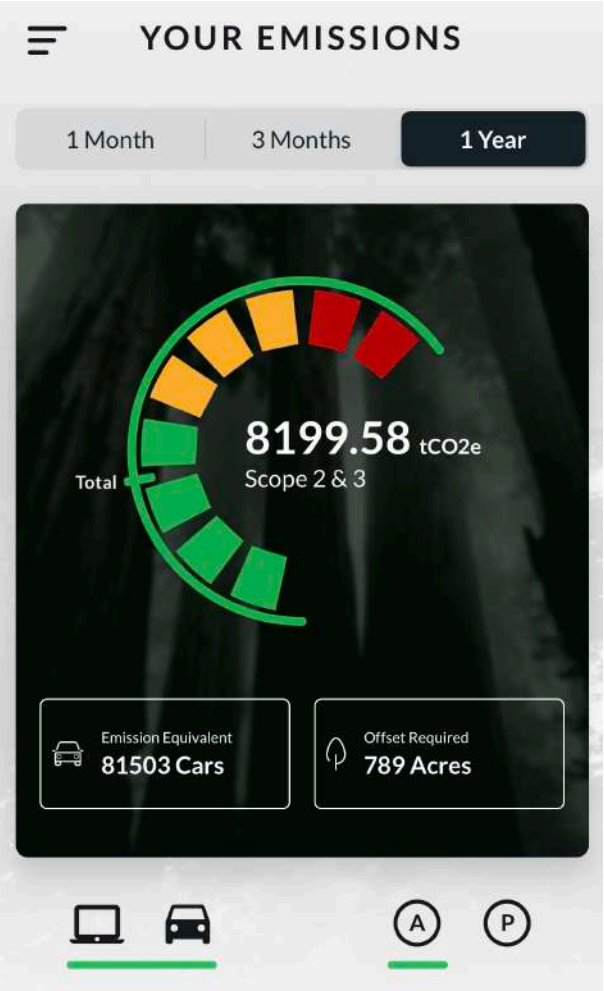 YOUR EMISSIONS
1 Month
3 Months
1 Year
8199.58 tCO2e
Scope 2 & 3
Total
Emission Equivalent
81503 Cars
Offset Required
789 Acres
A
P